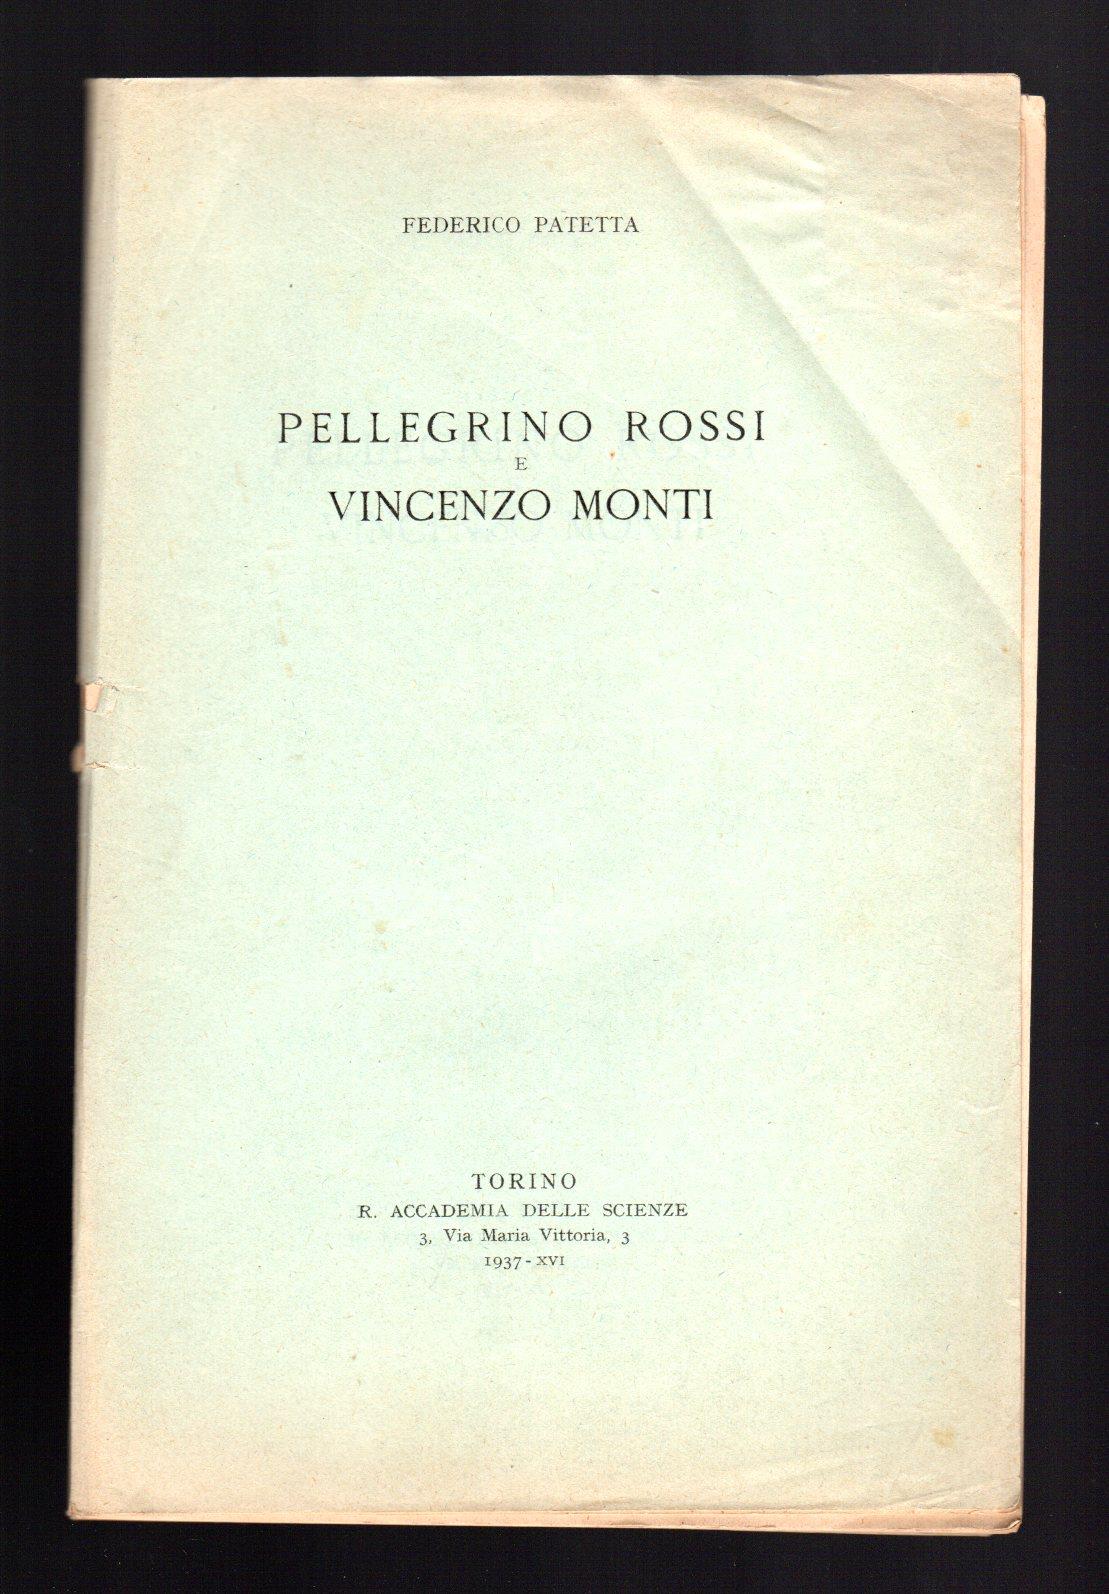 FEDERICO PATETTA
PELLEGRINO ROSSI
E
VINCENZO MONTI
TORINO
R. ACCADEMIA DELLE SCIENZE
3, Via Maria Vittoria, 3
1937-XVI